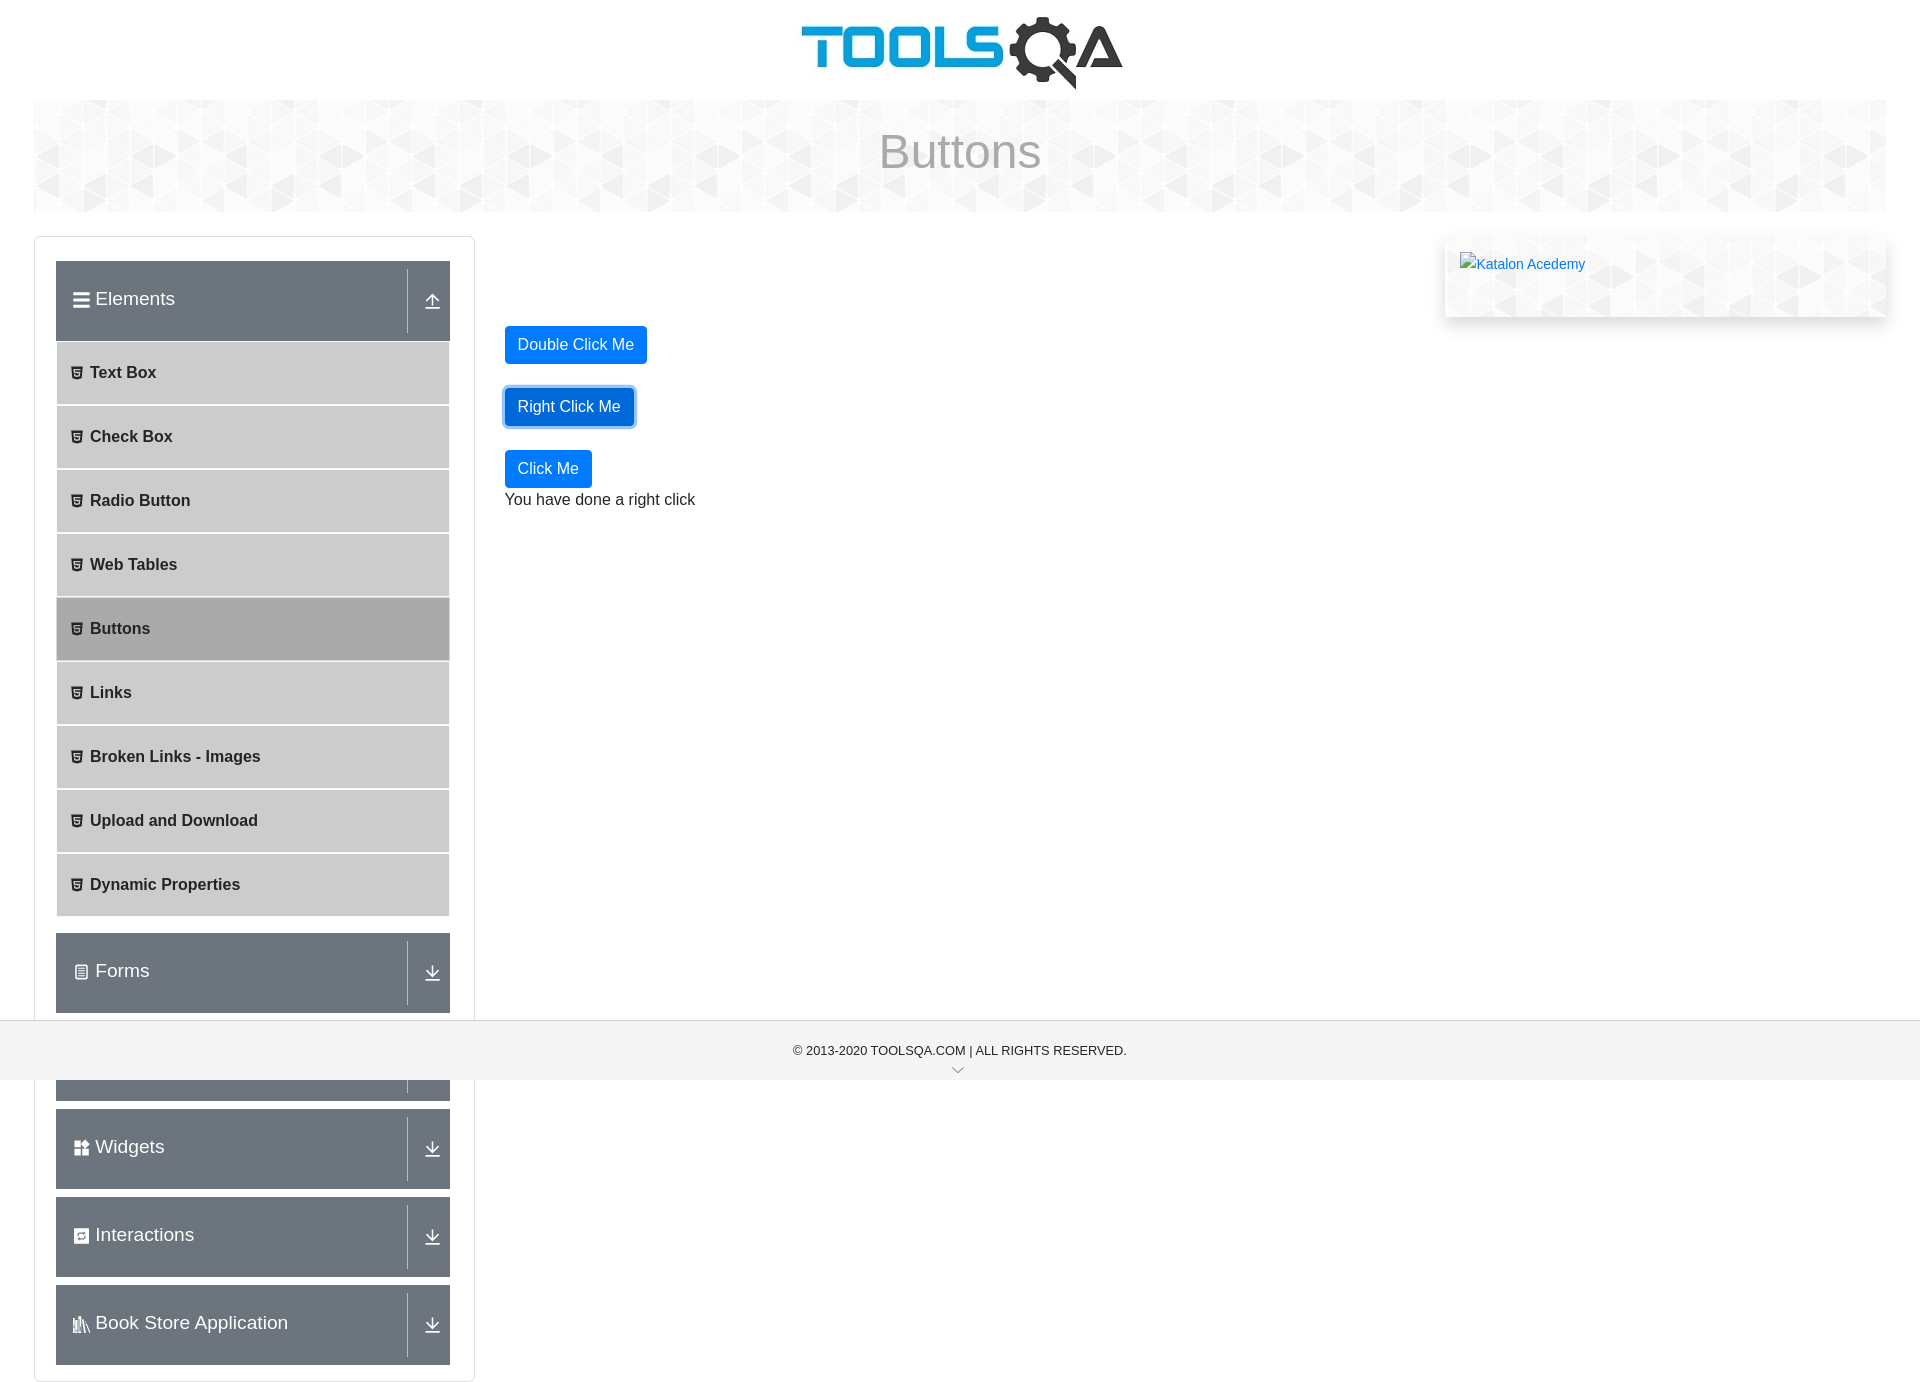 TOOLSQA
Buttons
Elements
Text Box
Check Box
Radio Button
Web Tables
Buttons
Links
Broken Links - Images
Upload and Download
Dynamic Properties
Forms
Widgets
Interactions
Book Store Application
Double Click Me
Right Click Me
Click Me
You have done a right click
Katalon Acedemy
© 2013-2020 TOOLSQA.COM | ALL RIGHTS RESERVED.